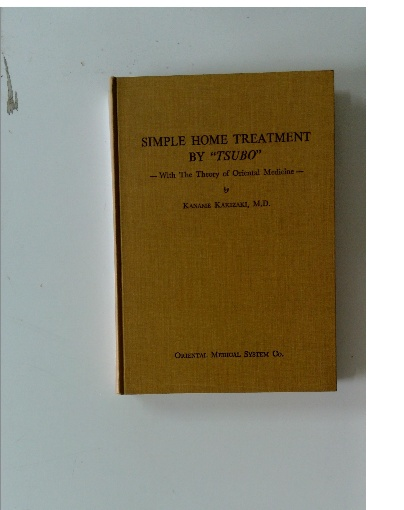 SIMPLE HOME TREATMENT
BY "TSUBO"
— With The Theory of Oriental Medicine —
by
KANAME KAKIZAKI, M.D.
ORIENTAL MEDICAL SYSTEM Co.